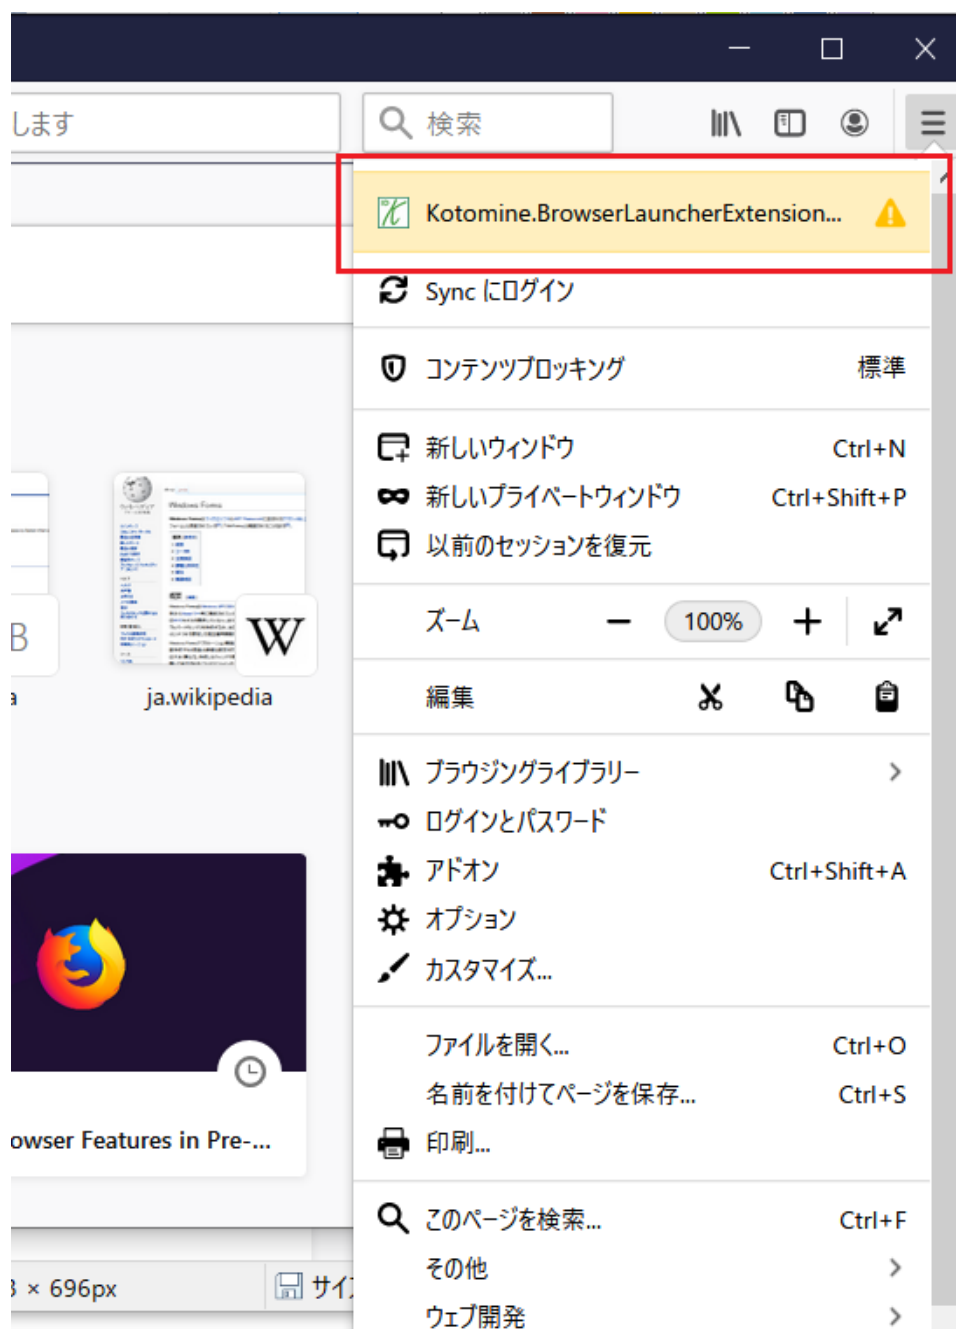 します
検索
Kotomine.BrowserLauncherExtension...
Sync にログイン
コンテンツブロッキング 標準
新しいウィンドウ Ctrl+N
新しいプライベートウィンドウ Ctrl+Shift+P
以前のセッションを復元
ズーム 100%
編集
Windows Forms
B
W
ja.wikipedia
ブラウジングライブラリー
ログインとパスワード
アドオン Ctrl+Shift+A
オプション
カスタマイズ...
ファイルを開く... Ctrl+O
名前を付けてページを保存... Ctrl+S
印刷...
owser Features in Pre-...
このページを検索... Ctrl+F
その他
ウェブ開発
× 696px
サイ